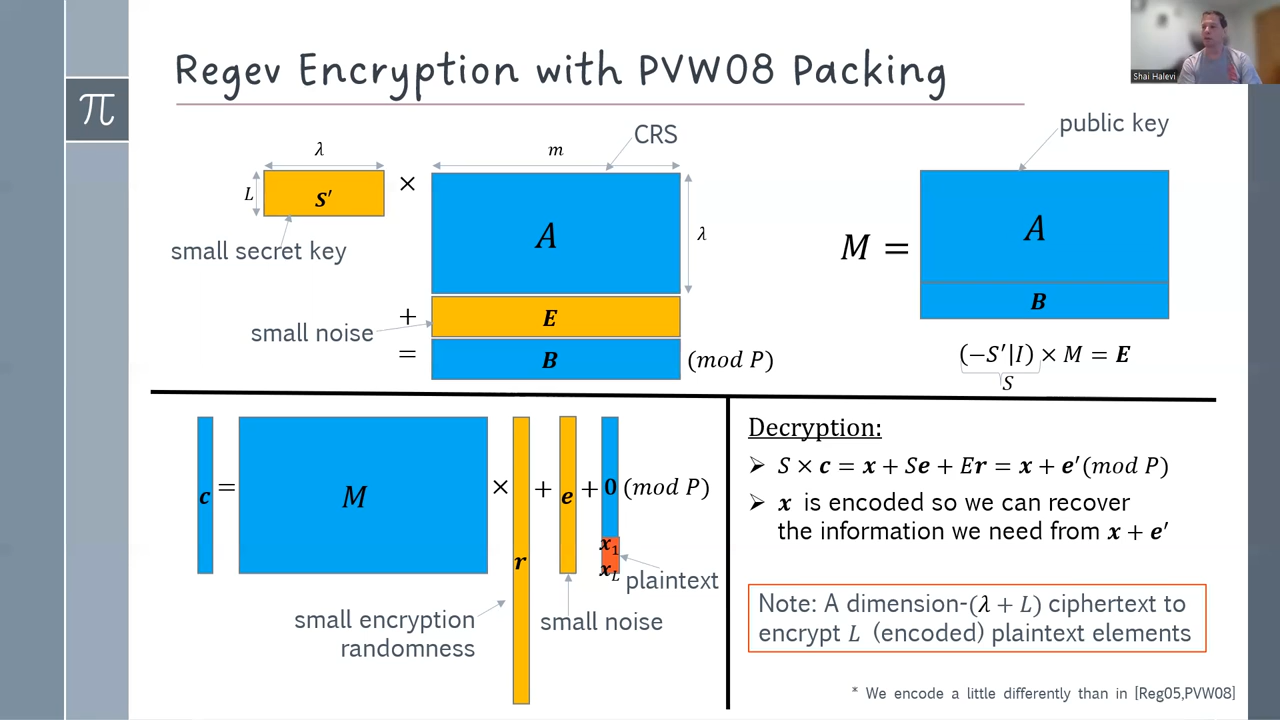 Regev Encryption with PVW08 Packing
Shai Halevi
π
λ
m
CRS
public key
L
S′
×
A
λ
small secret key
M =
A
B
+
small noise
E
=
B
(mod P)
(−S′|I) × M = E
S
c = M × r + e + 0 (mod P)
x₁
x_L
plaintext
small encryption
randomness
small noise
Decryption:
➢ S × c = x + Se + Er = x + e′(mod P)
➢ x is encoded so we can recover
the information we need from x + e′
Note: A dimension-(λ + L) ciphertext to
encrypt L (encoded) plaintext elements
* We encode a little differently than in [Reg05,PVW08]